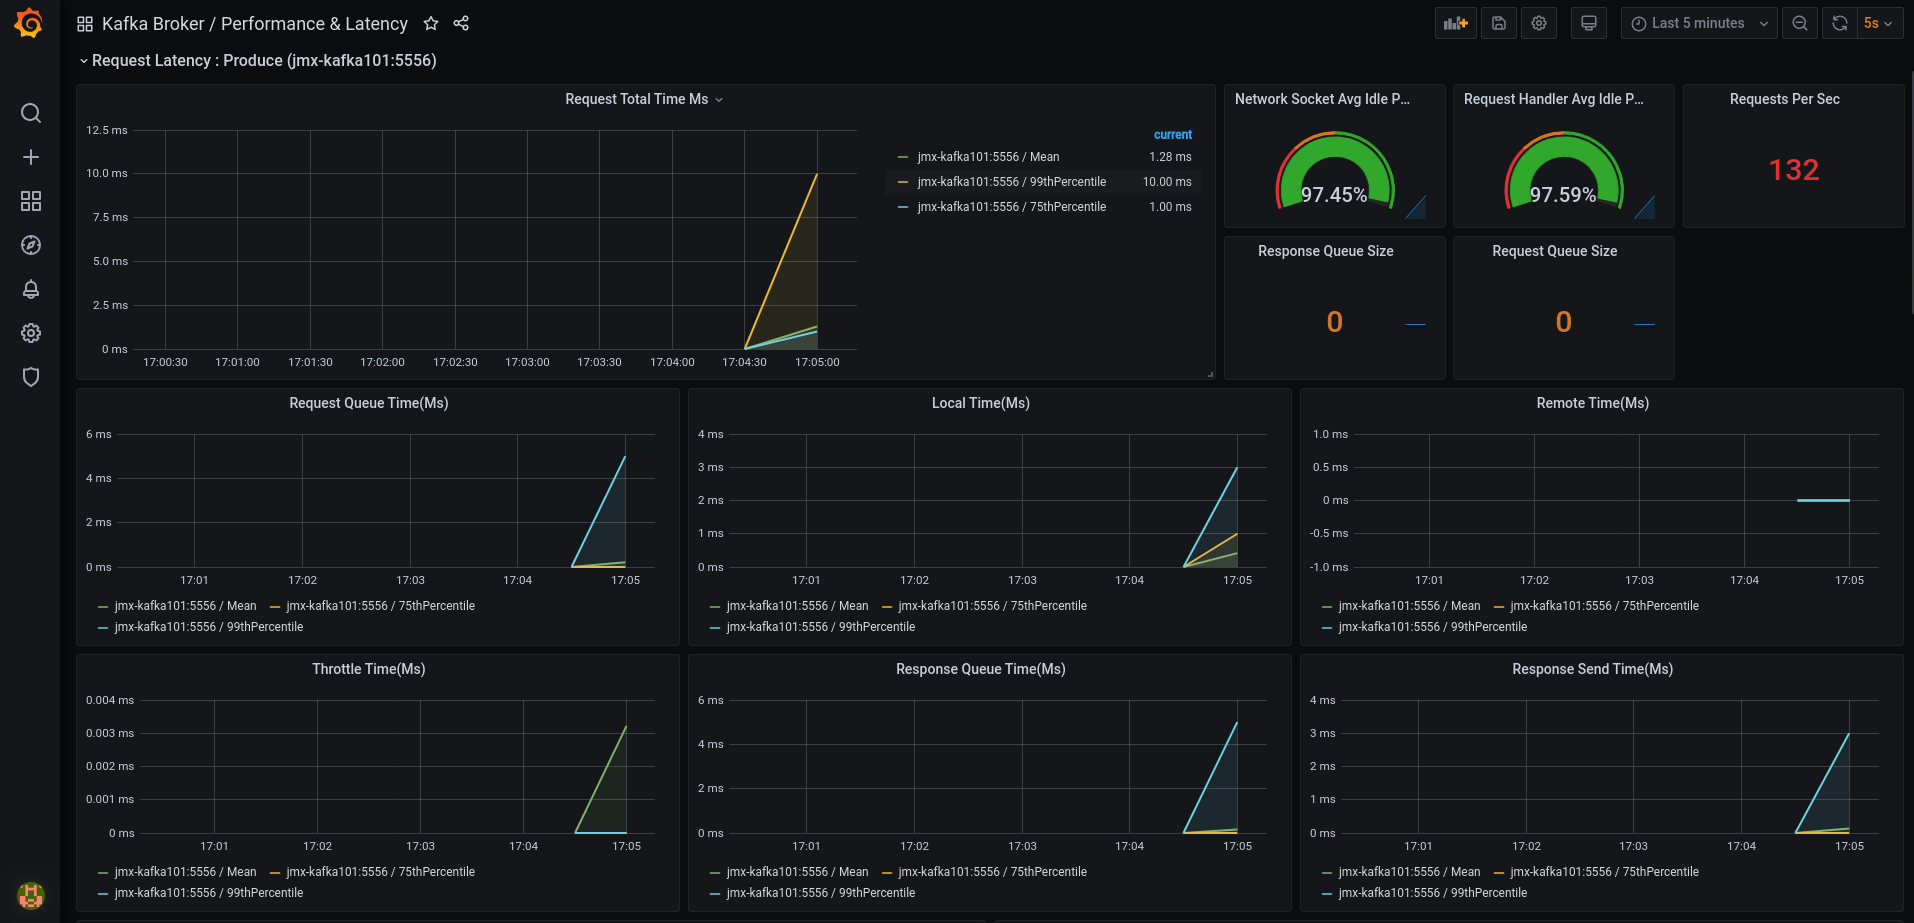 Kafka Broker / Performance & Latency
Last 5 minutes
5s
Request Latency : Produce (jmx-kafka101:5556)
Request Total Time Ms
12.5 ms
10.0 ms
7.5 ms
5.0 ms
2.5 ms
0 ms
17:00:30 17:01:00 17:01:30 17:02:00 17:02:30 17:03:00 17:03:30 17:04:00 17:04:30 17:05:00
current
jmx-kafka101:5556 / Mean 1.28 ms
jmx-kafka101:5556 / 99thPercentile 10.00 ms
jmx-kafka101:5556 / 75thPercentile 1.00 ms
Network Socket Avg Idle P...
97.45%
Request Handler Avg Idle P...
97.59%
Requests Per Sec
132
Response Queue Size
0
Request Queue Size
0
Request Queue Time(Ms)
6 ms
4 ms
2 ms
0 ms
17:01 17:02 17:03 17:04 17:05
jmx-kafka101:5556 / Mean jmx-kafka101:5556 / 75thPercentile
jmx-kafka101:5556 / 99thPercentile
Local Time(Ms)
4 ms
3 ms
2 ms
1 ms
0 ms
17:01 17:02 17:03 17:04 17:05
jmx-kafka101:5556 / Mean jmx-kafka101:5556 / 75thPercentile
jmx-kafka101:5556 / 99thPercentile
Remote Time(Ms)
1.0 ms
0.5 ms
0 ms
-0.5 ms
-1.0 ms
17:01 17:02 17:03 17:04 17:05
jmx-kafka101:5556 / Mean jmx-kafka101:5556 / 75thPercentile
jmx-kafka101:5556 / 99thPercentile
Throttle Time(Ms)
0.004 ms
0.003 ms
0.002 ms
0.001 ms
0 ms
17:01 17:02 17:03 17:04 17:05
jmx-kafka101:5556 / Mean jmx-kafka101:5556 / 75thPercentile
jmx-kafka101:5556 / 99thPercentile
Response Queue Time(Ms)
6 ms
4 ms
2 ms
0 ms
17:01 17:02 17:03 17:04 17:05
jmx-kafka101:5556 / Mean jmx-kafka101:5556 / 75thPercentile
jmx-kafka101:5556 / 99thPercentile
Response Send Time(Ms)
4 ms
3 ms
2 ms
1 ms
0 ms
17:01 17:02 17:03 17:04 17:05
jmx-kafka101:5556 / Mean jmx-kafka101:5556 / 75thPercentile
jmx-kafka101:5556 / 99thPercentile